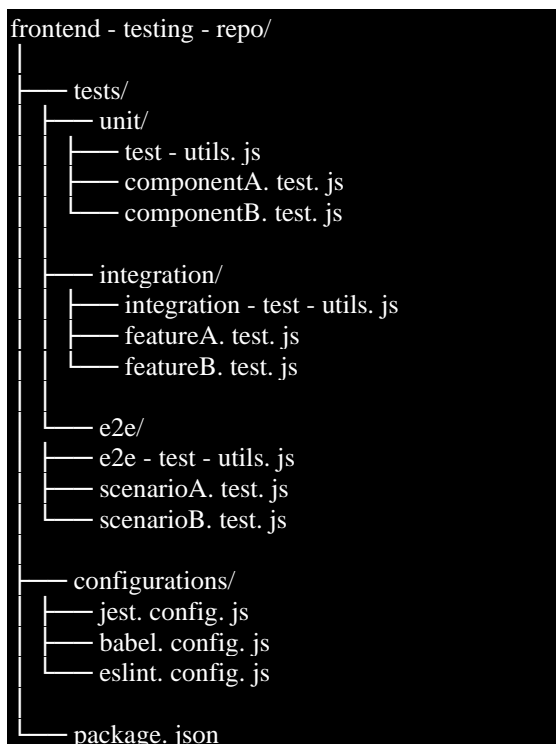 frontend - testing - repo/
│
├── tests/
│ ├── unit/
│ │ ├── test - utils. js
│ │ ├── componentA. test. js
│ │ └── componentB. test. js
│ │
│ ├── integration/
│ │ ├── integration - test - utils. js
│ │ ├── featureA. test. js
│ │ └── featureB. test. js
│ │
│ └── e2e/
│ ├── e2e - test - utils. js
│ ├── scenarioA. test. js
│ └── scenarioB. test. js
│
├── configurations/
│ ├── jest. config. js
│ ├── babel. config. js
│ └── eslint. config. js
│
└── package. json